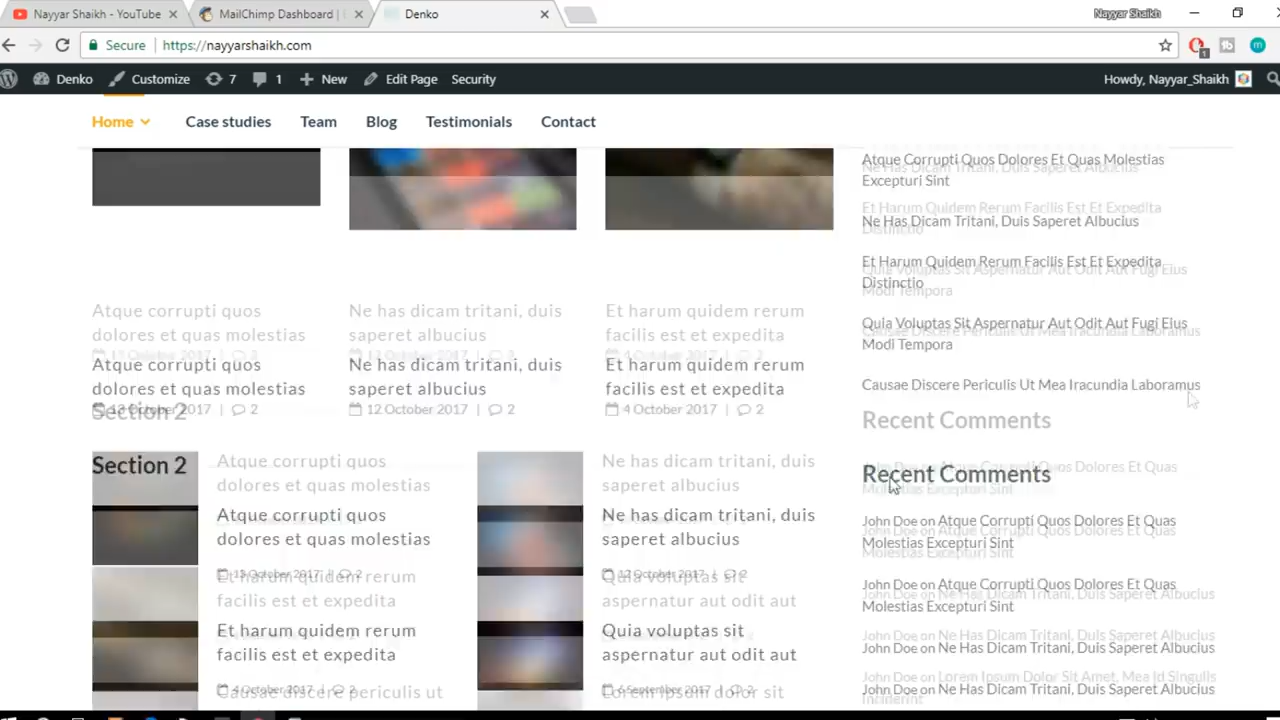 Nayyar Shaikh - YouTube
MailChimp Dashboard |
Denko
Nayyar Shaikh
Secure
https://nayyarshaikh.com
1
Denko
Customize
7
1
New
Edit Page
Security
Howdy, Nayyar_Shaikh
Home
Case studies
Team
Blog
Testimonials
Contact
Atque corrupti quos
dolores et quas molestias
Ne has dicam tritani, duis
saperet albucius
Et harum quidem rerum
facilis est et expedita
Atque corrupti quos
dolores et quas molestias
Ne has dicam tritani, duis
saperet albucius
12 October 2017 | 2
Et harum quidem rerum
facilis est et expedita
4 October 2017 | 2
Section 2
Section 2
Atque corrupti quos
dolores et quas molestias
Ne has dicam tritani, duis
saperet albucius
Atque corrupti quos
dolores et quas molestias
Ne has dicam tritani, duis
saperet albucius
Et harum quidem rerum
facilis est et expedita
Quia voluptas sit
aspernatur aut odit aut
Et harum quidem rerum
facilis est et expedita
Quia voluptas sit
aspernatur aut odit aut
Atque Corrupti Quos Dolores Et Quas Molestias
Excepturi Sint
Ne Has Dicam Tritani, Duis Saperet Albucius
Et Harum Quidem Rerum Facilis Est Et Expedita
Distinctio
Quia Voluptas Sit Aspernatur Aut Odit Aut Fugi Eius
Modi Tempora
Causae Discere Periculis Ut Mea Iracundia Laboramus
Recent Comments
Recent Comments
John Doe on Atque Corrupti Quos Dolores Et Quas
Molestias Excepturi Sint
John Doe on Atque Corrupti Quos Dolores Et Quas
Molestias Excepturi Sint
John Doe on Ne Has Dicam Tritani, Duis Saperet Albucius
John Doe on Ne Has Dicam Tritani, Duis Saperet Albucius